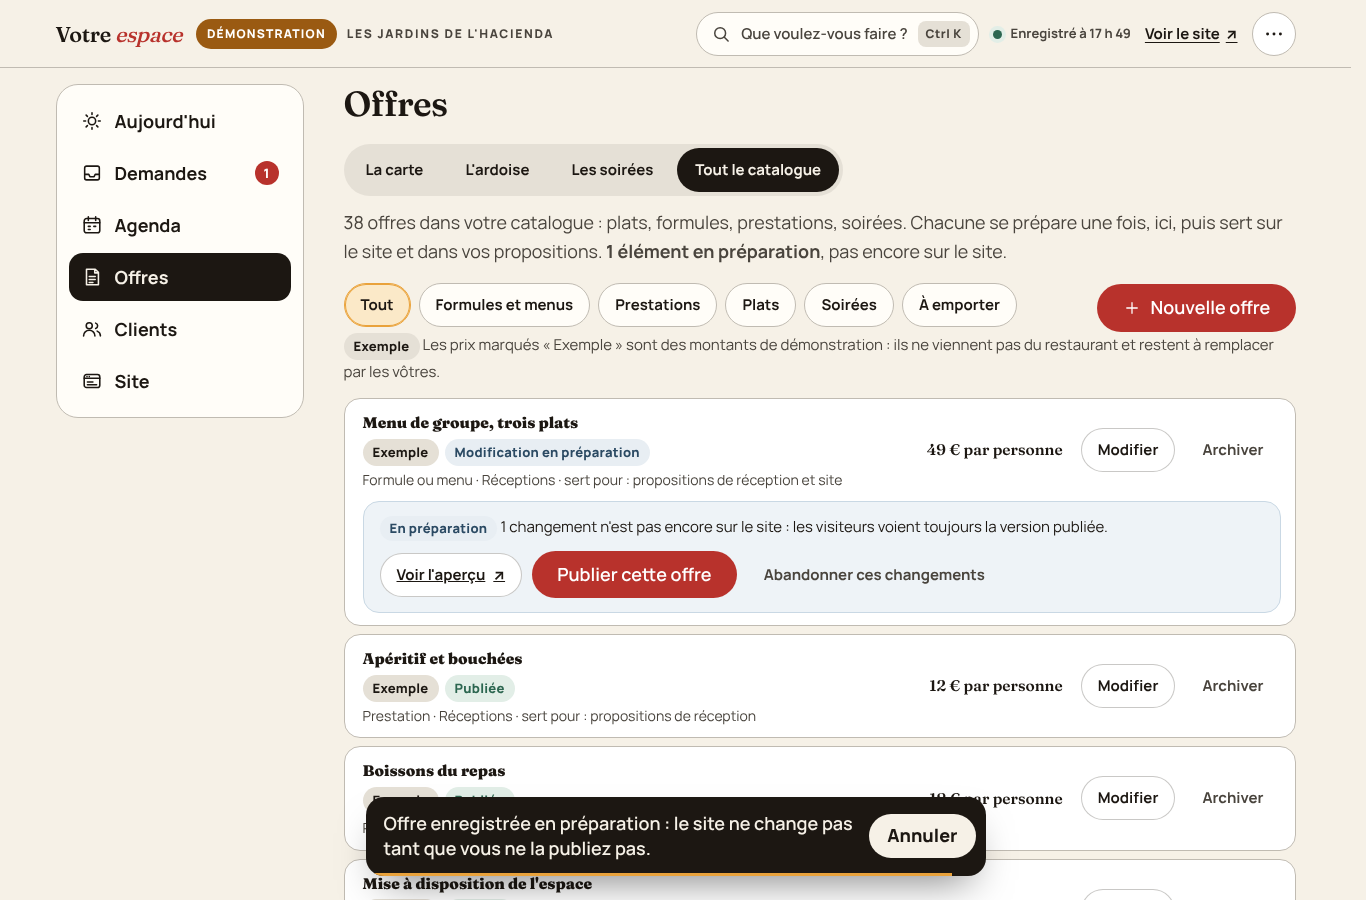 Votre espace
DÉMONSTRATION
LES JARDINS DE L'HACIENDA
Que voulez-vous faire ?
Ctrl K
Enregistré à 17 h 49
Voir le site
Aujourd'hui
Demandes
1
Agenda
Offres
Clients
Site
Offres
La carte
L'ardoise
Les soirées
Tout le catalogue
38 offres dans votre catalogue : plats, formules, prestations, soirées. Chacune se prépare une fois, ici, puis sert sur
le site et dans vos propositions. 1 élément en préparation, pas encore sur le site.
Tout
Formules et menus
Prestations
Plats
Soirées
À emporter
+ Nouvelle offre
Exemple Les prix marqués « Exemple » sont des montants de démonstration : ils ne viennent pas du restaurant et restent à remplacer
par les vôtres.
Menu de groupe, trois plats
Exemple
Modification en préparation
Formule ou menu · Réceptions · sert pour : propositions de réception et site
49 € par personne
Modifier
Archiver
En préparation 1 changement n'est pas encore sur le site : les visiteurs voient toujours la version publiée.
Voir l'aperçu
Publier cette offre
Abandonner ces changements
Apéritif et bouchées
Exemple
Publiée
Prestation · Réceptions · sert pour : propositions de réception
12 € par personne
Modifier
Archiver
Boissons du repas
personne
Modifier
Archiver
Offre enregistrée en préparation : le site ne change pas
tant que vous ne la publiez pas.
Annuler
Mise à disposition de l'espace